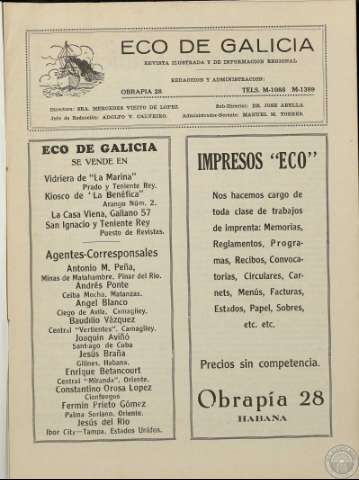 ECO DE GALICIA
REVISTA ILUSTRADA Y DE INFORMACION REGIONAL
REDACCION Y ADMINISTRACION:
OBRAPIA 28 TELS. M-1088 M-1389
Directora: SRA. MERCEDES VIEITO DE LOPEZ. Sub-Director: DR. JOSE ABELLA
Jefe de Redacción: ADOLFO V. CALVEIRO. Administrador-Gerente: MANUEL M. TORRER
ECO DE GALICIA
SE VENDE EN
Vidriera de "La Marina"
Prado y Teniente Rey.
Kiosco de 'La Benéfica"
Arango Núm. 2.
La Casa Viena, Galiano 57
San Ignacio y Teniente Rey
Puesto de Revistas.
Agentes-Corresponsales
Antonio M. Peña,
Minas de Matahambre, Pinar del Rio.
Andrés Ponte
Ceiba Mocha, Matanzas.
Angel Blanco
Ciego de Avila, Camagüey.
Baudilio Vázquez
Central "Vertientes", Camagüey.
Joaquin Aviñó
Santiago de Cuba
Jesús Braña
Güines, Habana.
Enrique Betancourt
Central "Miranda", Oriente.
Constantino Orosa Lopez
Cienfuegos
Fermin Prieto Gómez
Palma Soriano, Oriente.
Jesús del Rio
Ibor City—Tampa, Estados Unidos.
IMPRESOS "ECO"
Nos hacemos cargo de
toda clase de trabajos
de imprenta: Memorias,
Reglamentos, Progra-
mas, Recibos, Convoca-
torias, Circulares, Car-
nets, Menús, Facturas,
Estados, Papel, Sobres,
etc. etc.
Precios sin competencia.
Obrapía 28
HABANA